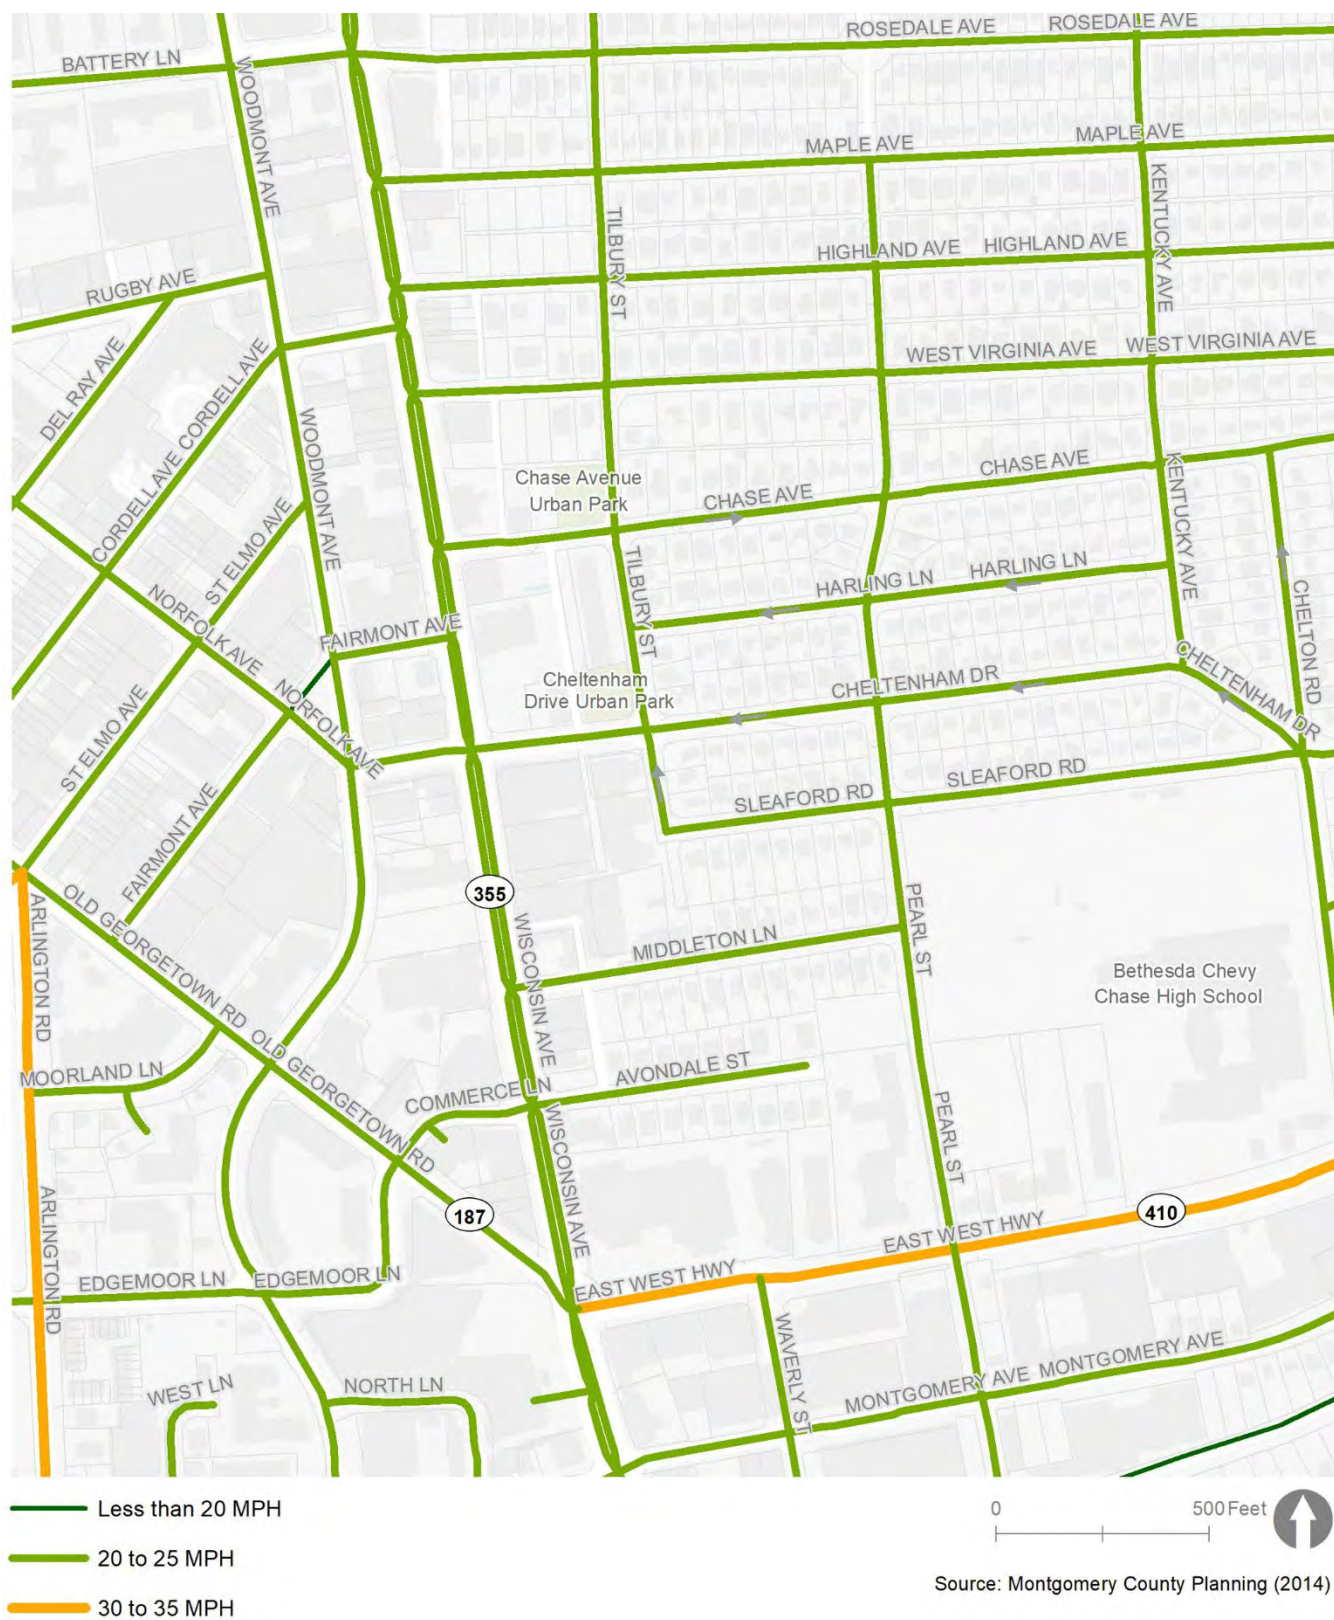 ROSEDALE AVE
ROSEDALE AVE
BATTERY LN
WOODMONT AVE
MAPLE AVE
MAPLE AVE
KENTUCKY AVE
TILBURY ST
HIGHLAND AVE
HIGHLAND AVE
RUGBY AVE
WEST VIRGINIA AVE
WEST VIRGINIA AVE
DEL RAY AVE
CORDELL AVE
CORDELL AVE
WOODMONT AVE
Chase Avenue
Urban Park
CHASE AVE
CHASE AVE
KENTUCKY AVE
ST ELMO AVE
TILBURY ST
HARLING LN
HARLING LN
CHELTON RD
NORFOLK AVE
FAIRMONT AVE
Cheltenham
Drive Urban Park
CHELTENHAM DR
CHELTENHAM DR
NORFOLK AVE
ST ELMO AVE
FAIRMONT AVE
SLEAFORD RD
SLEAFORD RD
355
OLD GEORGETOWN RD
ARLINGTON RD
WISCONSIN AVE
MIDDLETON LN
PEARL ST
Bethesda Chevy
Chase High School
MOORLAND LN
OLD GEORGETOWN RD
COMMERCE LN
AVONDALE ST
WISCONSIN AVE
PEARL ST
187
410
EAST WEST HWY
EAST WEST HWY
ARLINGTON RD
EDGEMOOR LN
EDGEMOOR LN
WEST LN
NORTH LN
WAVERLY ST
MONTGOMERY AVE
MONTGOMERY AVE
Less than 20 MPH
20 to 25 MPH
30 to 35 MPH
0
500 Feet
Source: Montgomery County Planning (2014)